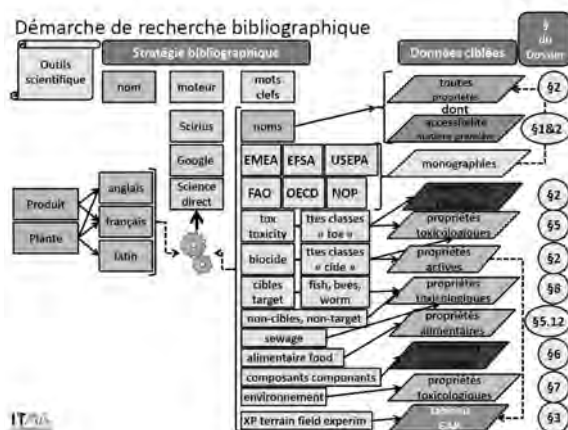 Démarche de recherche bibliographique
§ du Dossier
Outils scientifique
Stratégie bibliographique
Données ciblées
nom
moteur
mots clefs
toutes propriétés
§2
dont
Scirius
noms
accessibilité matière première
§1&2
Google
EMEA
EFSA
USEPA
monographies
Science direct
FAO
OECD
NOP
§2
Produit
Plante
anglais
français
latin
tox toxicity
ttes classes « tox »
propriétés toxicologiques
§5
biocide
ttes classes « cide »
propriétés actives
§2
cibles target
fish, bees, worm
propriétés toxicologiques
§8
non-cibles, non-target
propriétés alimentaires
§5.12
sewage
alimentaire food
composants componants
§6
environnement
propriétés toxicologiques
§7
XP terrain field experim
§3